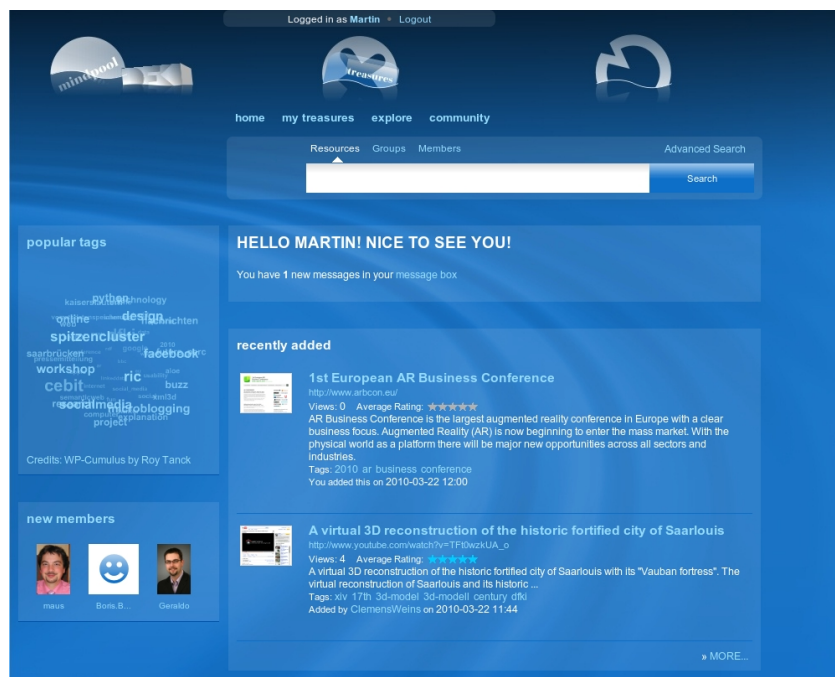 Logged in as Martin • Logout
mindpool
DFKI
treasures
home my treasures explore community
Resources Groups Members Advanced Search
Search
popular tags
python
design
online
web
nachrichten
spitzencluster
google
2010
facebook
saarbrücken
pressemitteilung
workshop
ric
cebit
buzz
xml3d
socialmedia
microblogging
explanation
project
Credits: WP-Cumulus by Roy Tanck
new members
maus Boris.B... Geraldo
HELLO MARTIN! NICE TO SEE YOU!
You have 1 new messages in your message box
recently added
1st European AR Business Conference
http://www.arbcon.eu/
Views: 0 Average Rating: ★★★★★
AR Business Conference is the largest augmented reality conference in Europe with a clear
business focus. Augmented Reality (AR) is now beginning to enter the mass market. With the
physical world as a platform there will be major new opportunities across all sectors and
industries.
Tags: 2010 ar business conference
You added this on 2010-03-22 12:00
A virtual 3D reconstruction of the historic fortified city of Saarlouis
http://www.youtube.com/watch?v=TFt0wzkUA_o
Views: 4 Average Rating: ★★★★★
A virtual 3D reconstruction of the historic fortified city of Saarlouis with its "Vauban fortress". The
virtual reconstruction of Saarlouis and its historic ...
Tags: xiv 17th 3d-model 3d-modell century dfki
Added by ClemensWeins on 2010-03-22 11:44
» MORE...